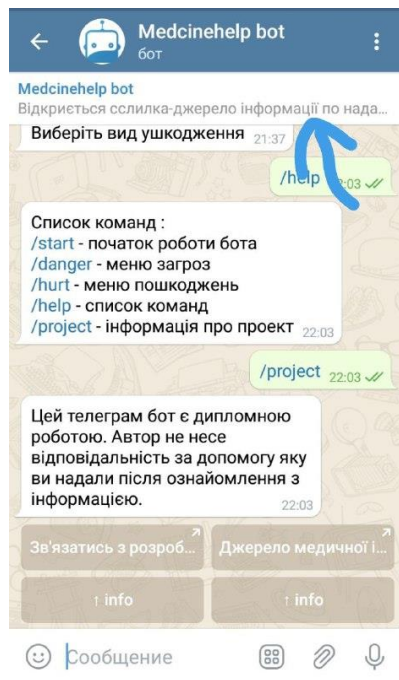 Medcinehelp bot
бот
Medcinehelp bot
Відкриється сслилка-джерело інформації по нада...
Виберіть вид ушкодження 21:37
/help 22:03
Список команд :
/start - початок роботи бота
/danger - меню загроз
/hurt - меню пошкоджень
/help - список команд
/project - інформація про проект 22:03
/project 22:03
Цей телеграм бот є дипломною
роботою. Автор не несе
відповідальність за допомогу яку
ви надали після ознайомлення з
інформацією. 22:03
Зв'язатись з розроб... Джерело медичної і...
↑ info ↑ info
Сообщение